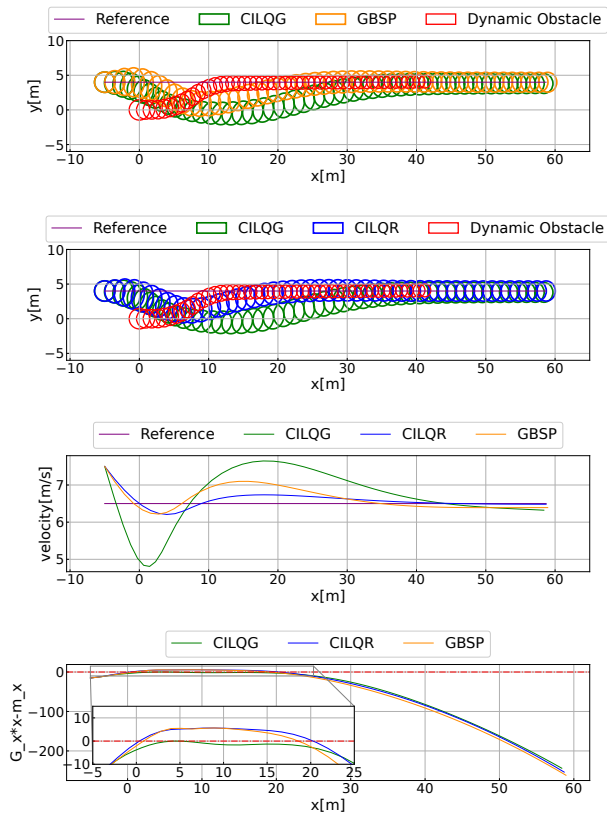 Reference CILQG GBSP Dynamic Obstacle
10
5
0
−5
y[m]
−10 0 10 20 30 40 50 60
x[m]
Reference CILQG CILQR Dynamic Obstacle
10
5
0
−5
y[m]
−10 0 10 20 30 40 50 60
x[m]
Reference CILQG CILQR GBSP
7
6
5
velocity[m/s]
−10 0 10 20 30 40 50 60
x[m]
CILQG CILQR GBSP
0
−100
−200
G_x*x-m_x
10
0
−10
−5 0 5 10 15 20 25
0 10 20 30 40 50 60
x[m]